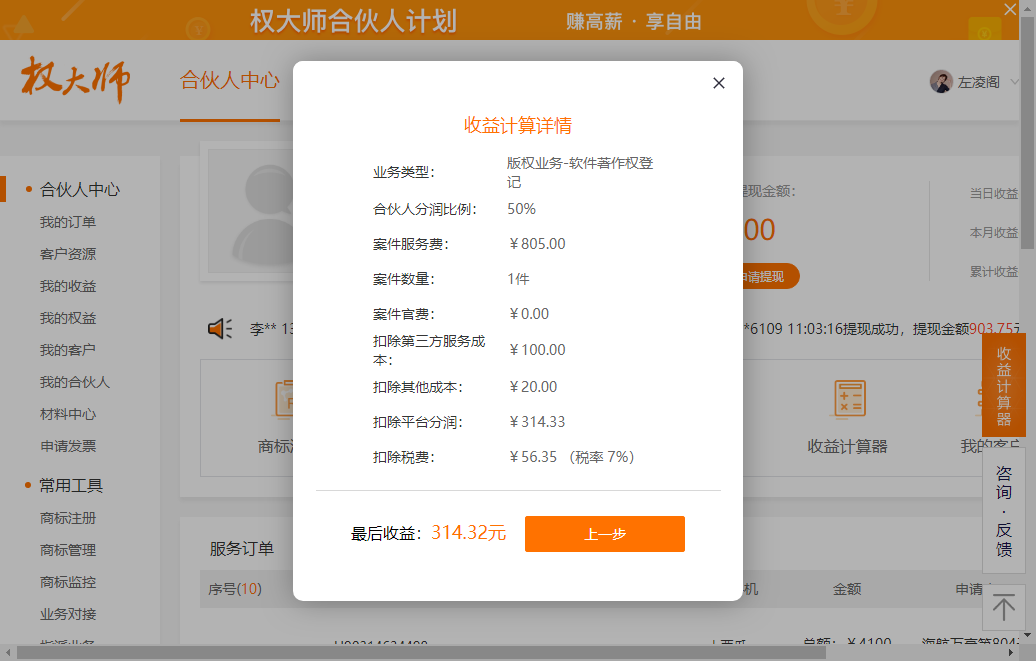 权大师合伙人计划
赚高薪 · 享自由
权大师
合伙人中心
左凌阁
合伙人中心
我的订单
客户资源
我的收益
我的权益
我的客户
我的合伙人
材料中心
申请发票
常用工具
商标注册
商标管理
商标监控
业务对接
收益计算详情
业务类型：
版权业务-软件著作权登
记
合伙人分润比例： 50%
案件服务费： ￥805.00
案件数量： 1件
案件官费： ￥0.00
扣除第三方服务成
本：
￥100.00
扣除其他成本： ￥20.00
扣除平台分润： ￥314.33
扣除税费： ￥56.35 （税率 7%）
最后收益： 314.32元
上一步
提现金额：
00
申请提现
当日收益
本月收益
累计收益
李** 13
*6109 11:03:16提现成功，提现金额903.75元
商标
收益计算器
我的客户
收益计算器
咨询·反馈
服务订单
序号(10)
机
金额
申请
总额：￥4100